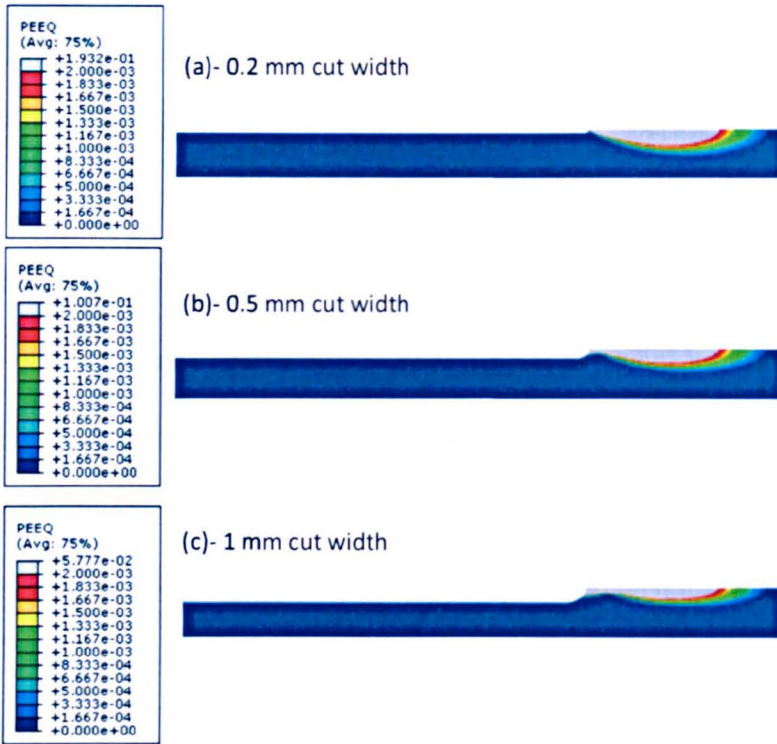 PEEQ
(Avg: 75%)
+1.932e-01
+2.000e-03
+1.833e-03
+1.667e-03
+1.500e-03
+1.333e-03
+1.167e-03
+1.000e-03
+8.333e-04
+6.667e-04
+5.000e-04
+3.333e-04
+1.667e-04
+0.000e+00
(a)- 0.2 mm cut width
PEEQ
(Avg: 75%)
+1.007e-01
+2.000e-03
+1.833e-03
+1.667e-03
+1.500e-03
+1.333e-03
+1.167e-03
+1.000e-03
+8.333e-04
+6.667e-04
+5.000e-04
+3.333e-04
+1.667e-04
+0.000e+00
(b)- 0.5 mm cut width
PEEQ
(Avg: 75%)
+5.777e-02
+2.000e-03
+1.833e-03
+1.667e-03
+1.500e-03
+1.333e-03
+1.167e-03
+1.000e-03
+8.333e-04
+6.667e-04
+5.000e-04
+3.333e-04
+1.667e-04
+0.000e+00
(c)- 1 mm cut width